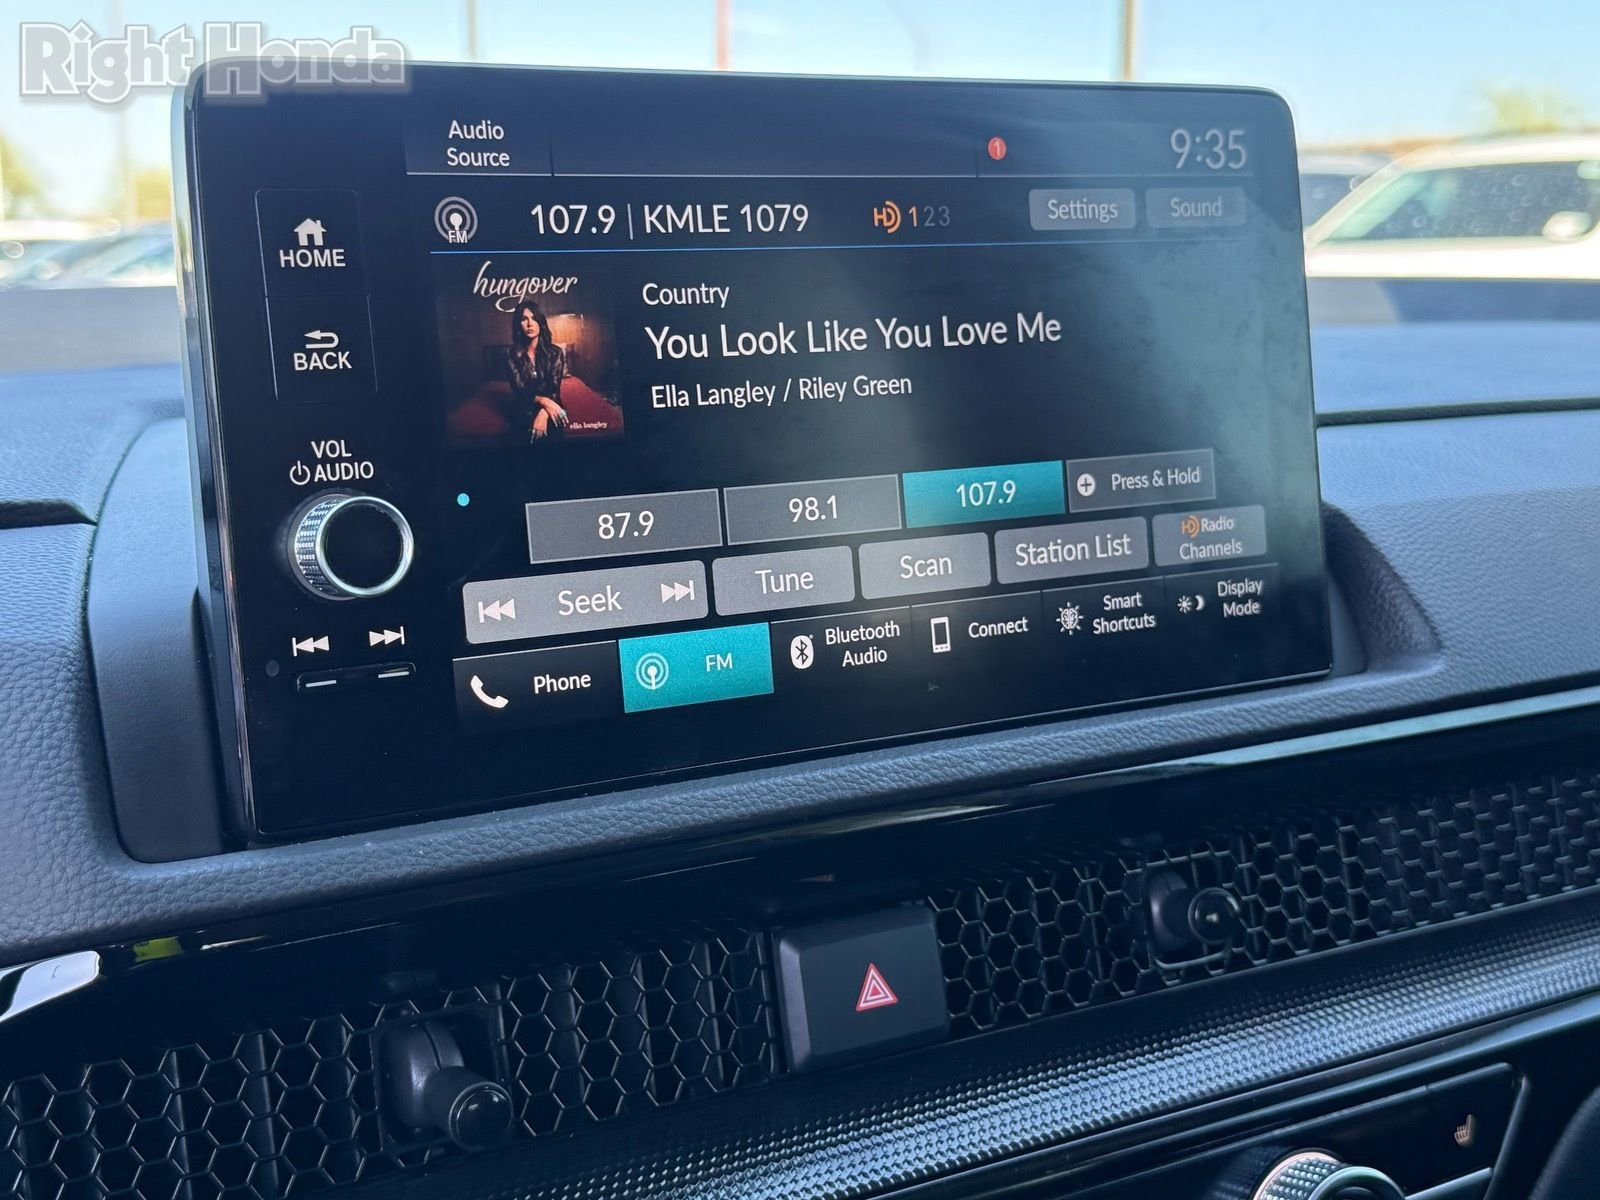 Right Honda
Audio
Source
1
9:35
FM
107.9 | KMLE 1079
HD 1 2 3
Settings
Sound
HOME
BACK
VOL
AUDIO
hungover
ella langley
Country
You Look Like You Love Me
Ella Langley / Riley Green
87.9
98.1
107.9
Press & Hold
Seek
Tune
Scan
Station List
HD Radio
Channels
Phone
FM
Bluetooth
Audio
Connect
Smart
Shortcuts
Display
Mode